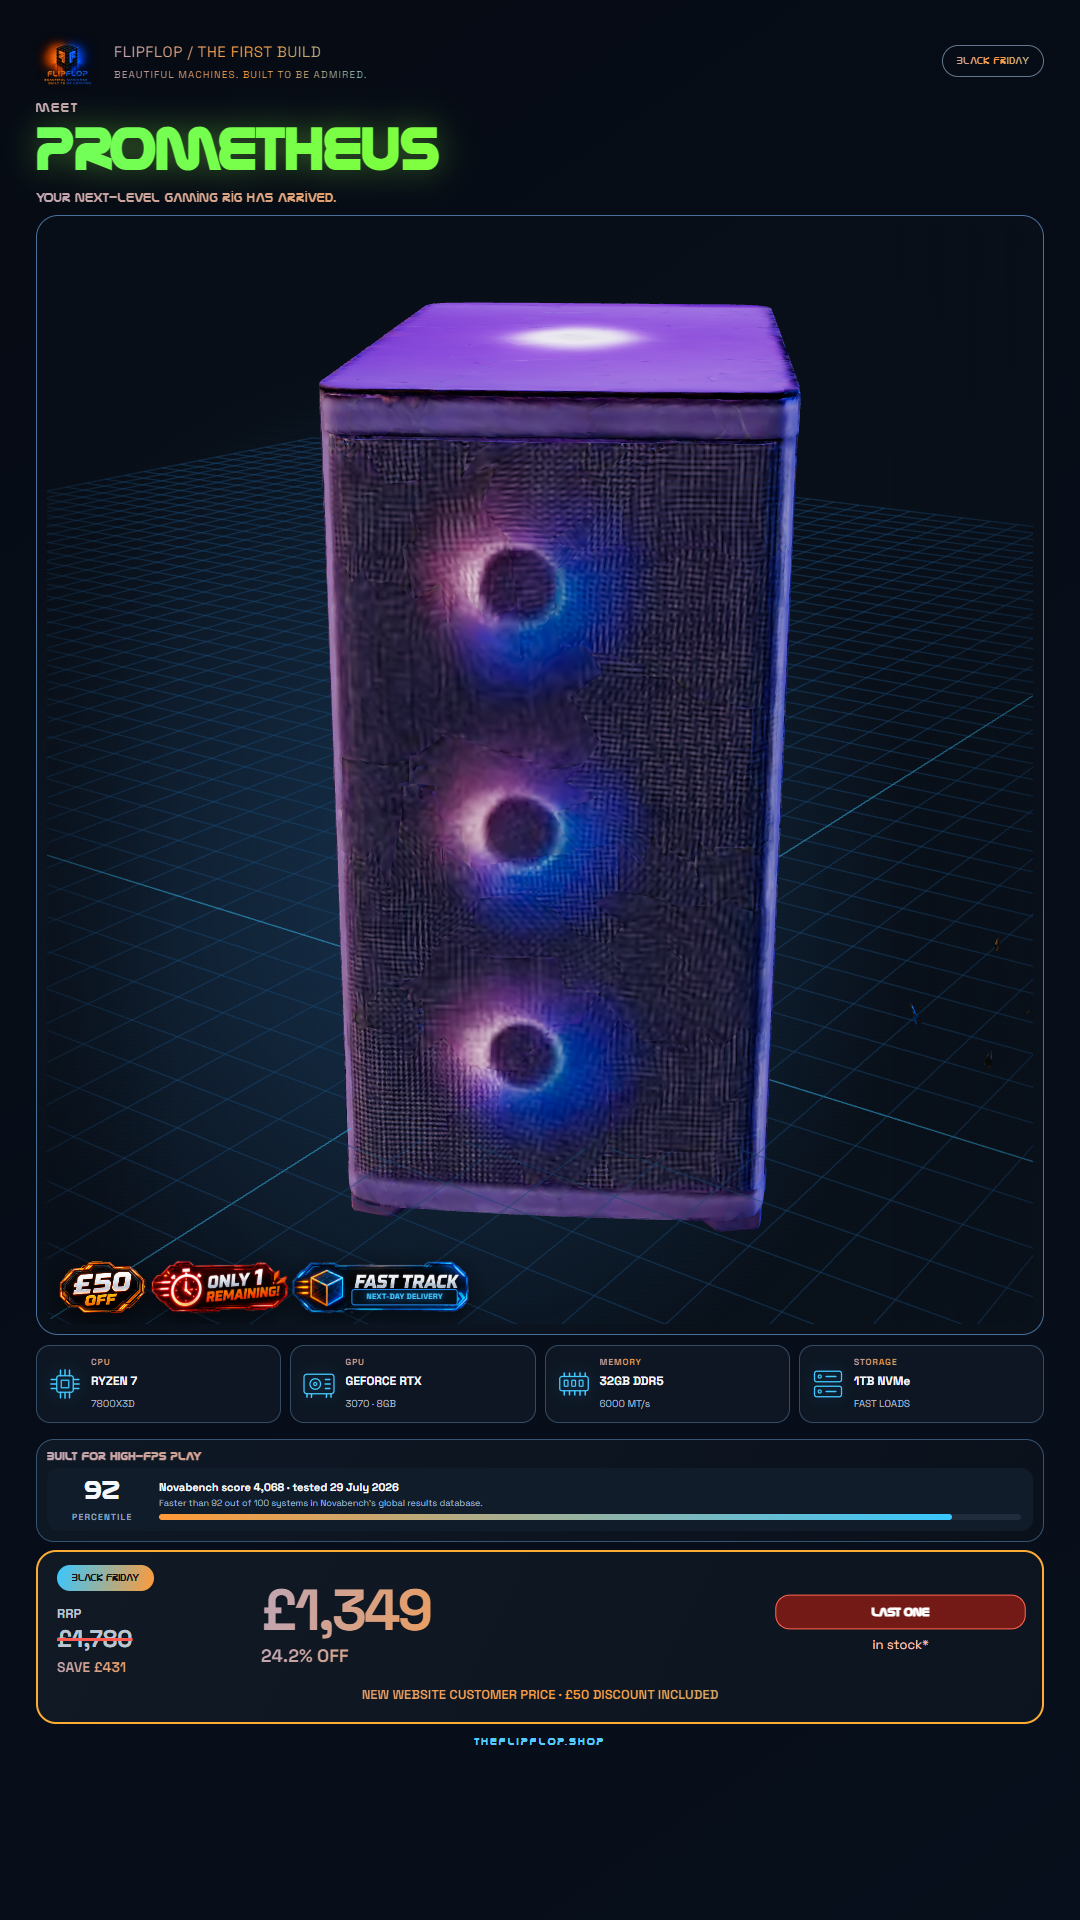 FLIPFLOP
FLIPFLOP / THE FIRST BUILD
BEAUTIFUL MACHINES. BUILT TO BE ADMIRED.
BLACK FRIDAY
MEET
PROMETHEUS
YOUR NEXT-LEVEL GAMING RIG HAS ARRIVED.
£50
OFF
ONLY 1
REMAINING!
FAST TRACK
NEXT-DAY DELIVERY
CPU
RYZEN 7
7800X3D
GPU
GEFORCE RTX
3070 · 8GB
MEMORY
32GB DDR5
6000 MT/s
STORAGE
1TB NVMe
FAST LOADS
BUILT FOR HIGH-FPS PLAY
92
PERCENTILE
Novabench score 4,068 · tested 29 July 2026
Faster than 92 out of 100 systems in Novabench's global results database.
BLACK FRIDAY
RRP
£1,780
SAVE £431
£1,349
24.2% OFF
LAST ONE
in stock*
NEW WEBSITE CUSTOMER PRICE · £50 DISCOUNT INCLUDED
THEFLIPFLOP.SHOP